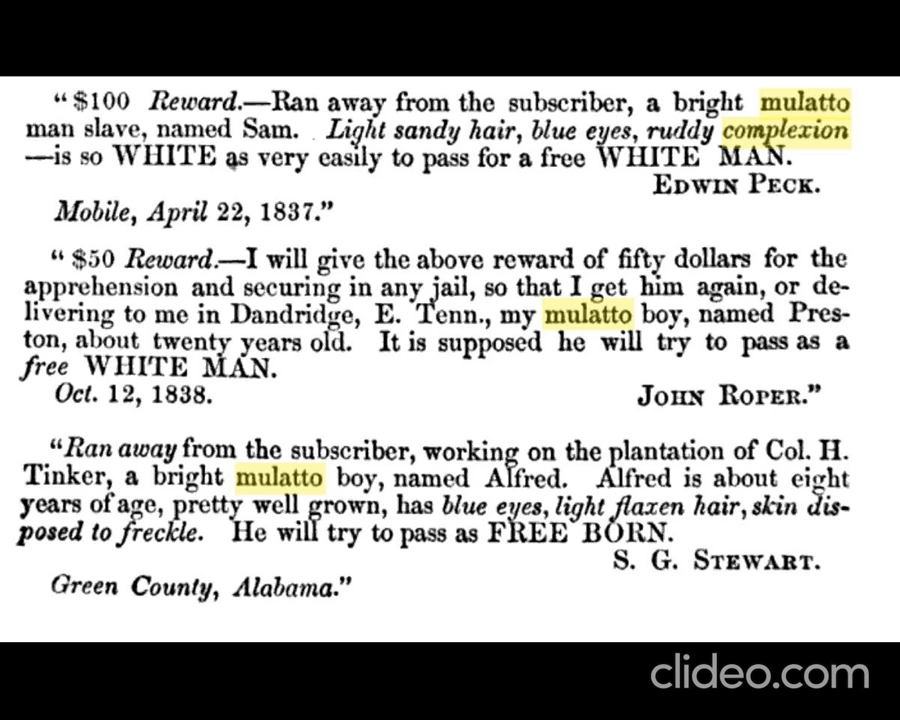 “ $100 Reward.—Ran away from the subscriber, a bright mulatto
man slave, named Sam. Light sandy hair, blue eyes, ruddy complexion
—is so WHITE as very easily to pass for a free WHITE MAN.
EDWIN PECK.
Mobile, April 22, 1837.”
“ $50 Reward.—I will give the above reward of fifty dollars for the
apprehension and securing in any jail, so that I get him again, or de-
livering to me in Dandridge, E. Tenn., my mulatto boy, named Pres-
ton, about twenty years old. It is supposed he will try to pass as a
free WHITE MAN.
Oct. 12, 1838. JOHN ROPER.”
“Ran away from the subscriber, working on the plantation of Col. H.
Tinker, a bright mulatto boy, named Alfred. Alfred is about eight
years of age, pretty well grown, has blue eyes, light flaxen hair, skin dis-
posed to freckle. He will try to pass as FREE BORN.
S. G. STEWART.
Green County, Alabama.”
clideo.com